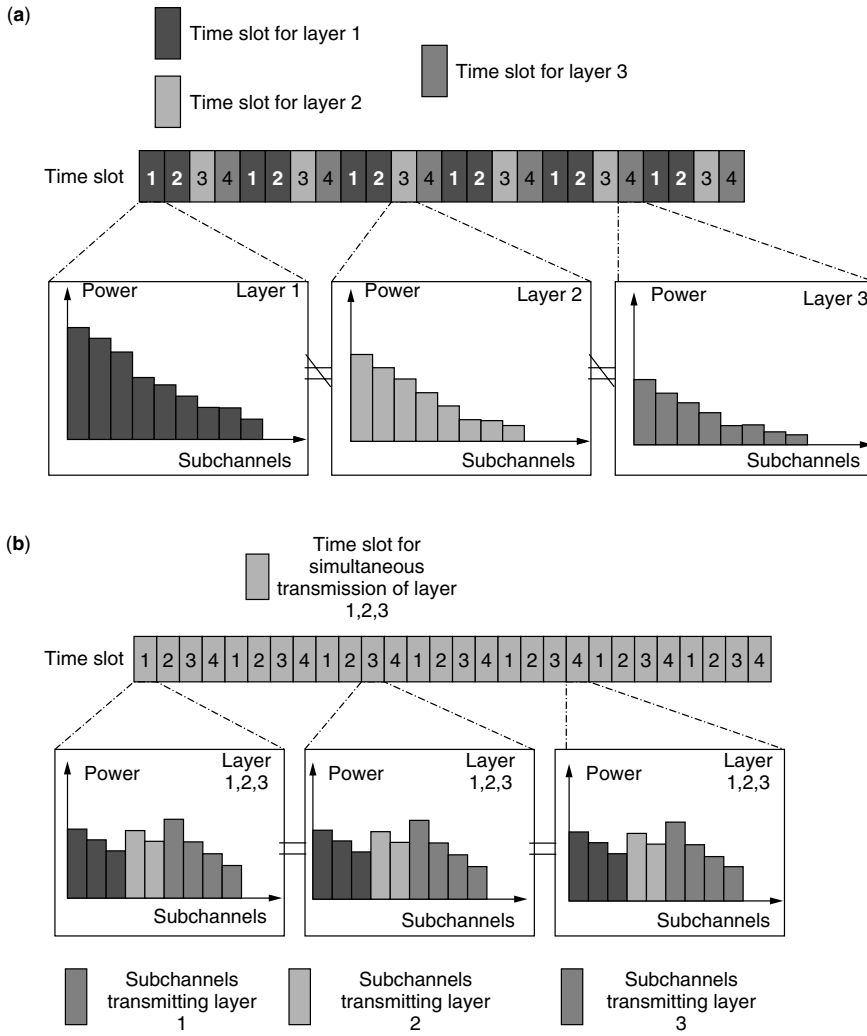 (a)
Time slot for layer 1
Time slot for layer 3
Time slot for layer 2
Time slot 1 2 3 4 1 2 3 4 1 2 3 4 1 2 3 4 1 2 3 4 1 2 3 4
Power Layer 1
Subchannels
Power Layer 2
Subchannels
Power Layer 3
Subchannels
(b)
Time slot for
simultaneous
transmission of layer
1,2,3
Time slot 1 2 3 4 1 2 3 4 1 2 3 4 1 2 3 4 1 2 3 4 1 2 3 4 1 2 3 4
Power Layer
1,2,3
Subchannels
Power Layer
1,2,3
Subchannels
Power Layer
1,2,3
Subchannels
Subchannels
transmitting layer
1
Subchannels
transmitting layer
2
Subchannels
transmitting layer
3